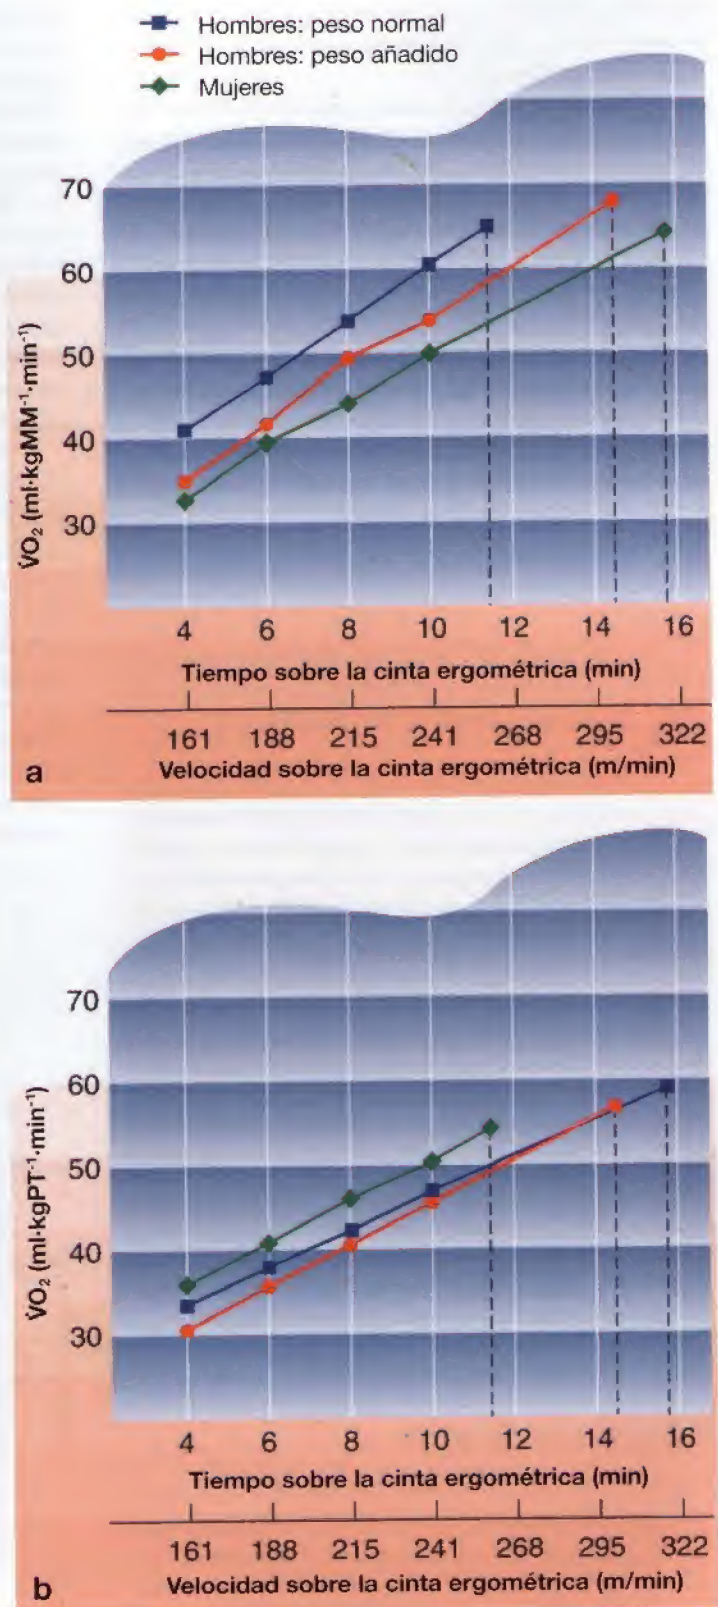 Hombres: peso normal
Hombres: peso añadido
Mujeres
70
60
50
40
30
V̇O₂ (ml·kgMM⁻¹·min⁻¹)
4 6 8 10 12 14 16
Tiempo sobre la cinta ergométrica (min)
161 188 215 241 268 295 322
Velocidad sobre la cinta ergométrica (m/min)
a
70
60
50
40
30
V̇O₂ (ml·kgPT⁻¹·min⁻¹)
4 6 8 10 12 14 16
Tiempo sobre la cinta ergométrica (min)
161 188 215 241 268 295 322
Velocidad sobre la cinta ergométrica (m/min)
b